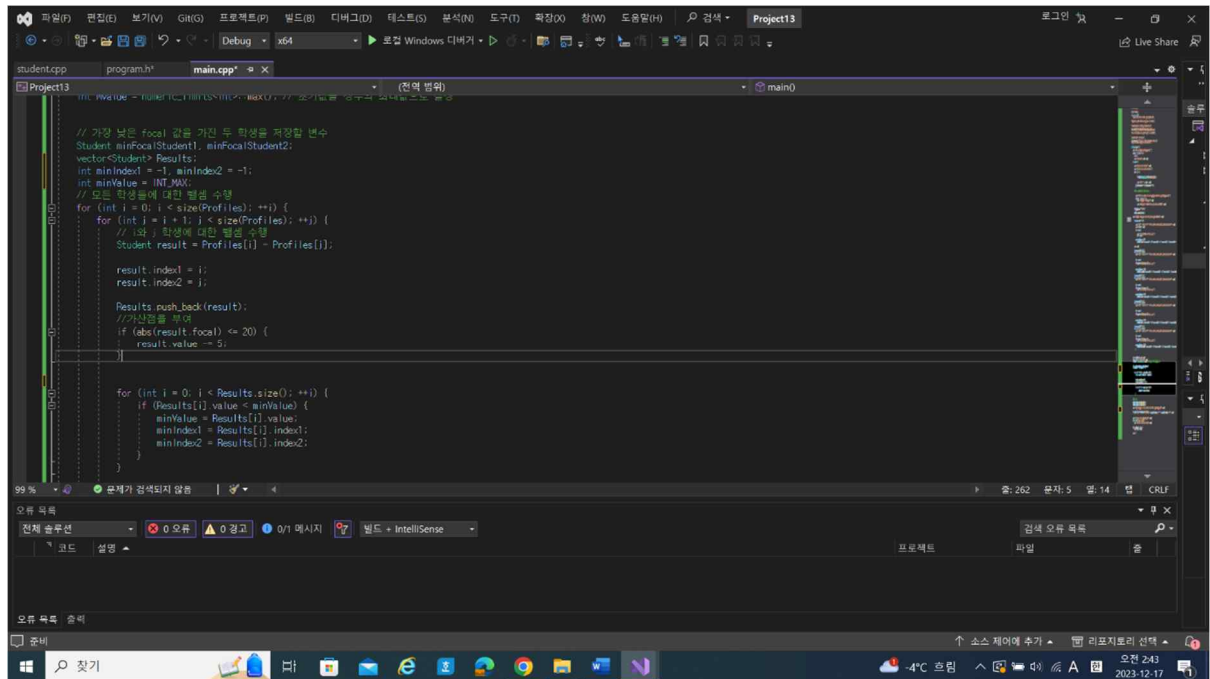 파일(F) 편집(E) 보기(V) Git(G) 프로젝트(P) 빌드(B) 디버그(D) 테스트(S) 분석(N) 도구(T) 확장(X) 창(W) 도움말(H) 검색 Project13 로그인
Debug x64 로컬 Windows 디버거 Live Share
student.cpp program.h* main.cpp*
Project13 (전역 범위) main()
// 가장 낮은 focal 값을 가진 두 학생을 저장할 변수
Student minFocalStudent1, minFocalStudent2;
vector<Student> Results;
int minIndex1 = -1, minIndex2 = -1;
int minValue = INT_MAX;
// 모든 학생들에 대한 뺄셈 수행
for (int i = 0; i < size(Profiles); ++i) {
for (int j = i + 1; j < size(Profiles); ++j) {
// i와 j 학생에 대한 뺄셈 수행
Student result = Profiles[i] - Profiles[j];
result.index1 = i;
result.index2 = j;
Results.push_back(result);
//가산점을 부여
if (abs(result.focal) <= 20) {
result.value -= 5;
}
for (int i = 0; i < Results.size(); ++i) {
if (Results[i].value < minValue) {
minValue = Results[i].value;
minIndex1 = Results[i].index1;
minIndex2 = Results[i].index2;
}
}
99 % 문제가 검색되지 않음 줄: 262 문자: 5 열: 14 탭 CRLF
오류 목록
전체 솔루션 0 오류 0 경고 0/1 메시지 빌드 + IntelliSense 검색 오류 목록
코드 설명 프로젝트 파일 줄
오류 목록 출력
준비 소스 제어에 추가 리포지토리 선택
찾기 -4°C 흐림 A 한 오전 2:43
2023-12-17